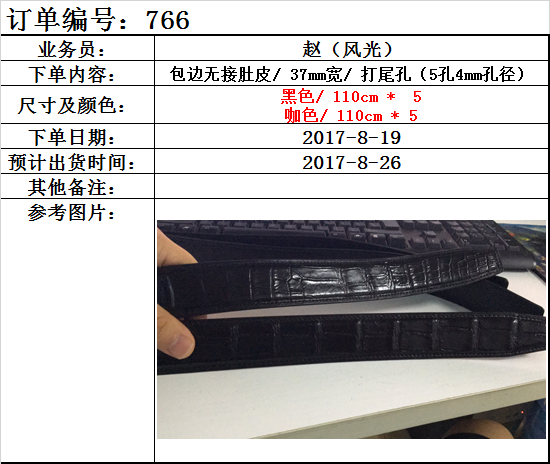 订单编号：766
业务员： 赵（风光）
下单内容： 包边无接肚皮/ 37mm宽/ 打尾孔（5孔4mm孔径）
尺寸及颜色： 黑色/ 110cm * 5
咖色/ 110cm * 5
下单日期： 2017-8-19
预计出货时间： 2017-8-26
其他备注：
参考图片：